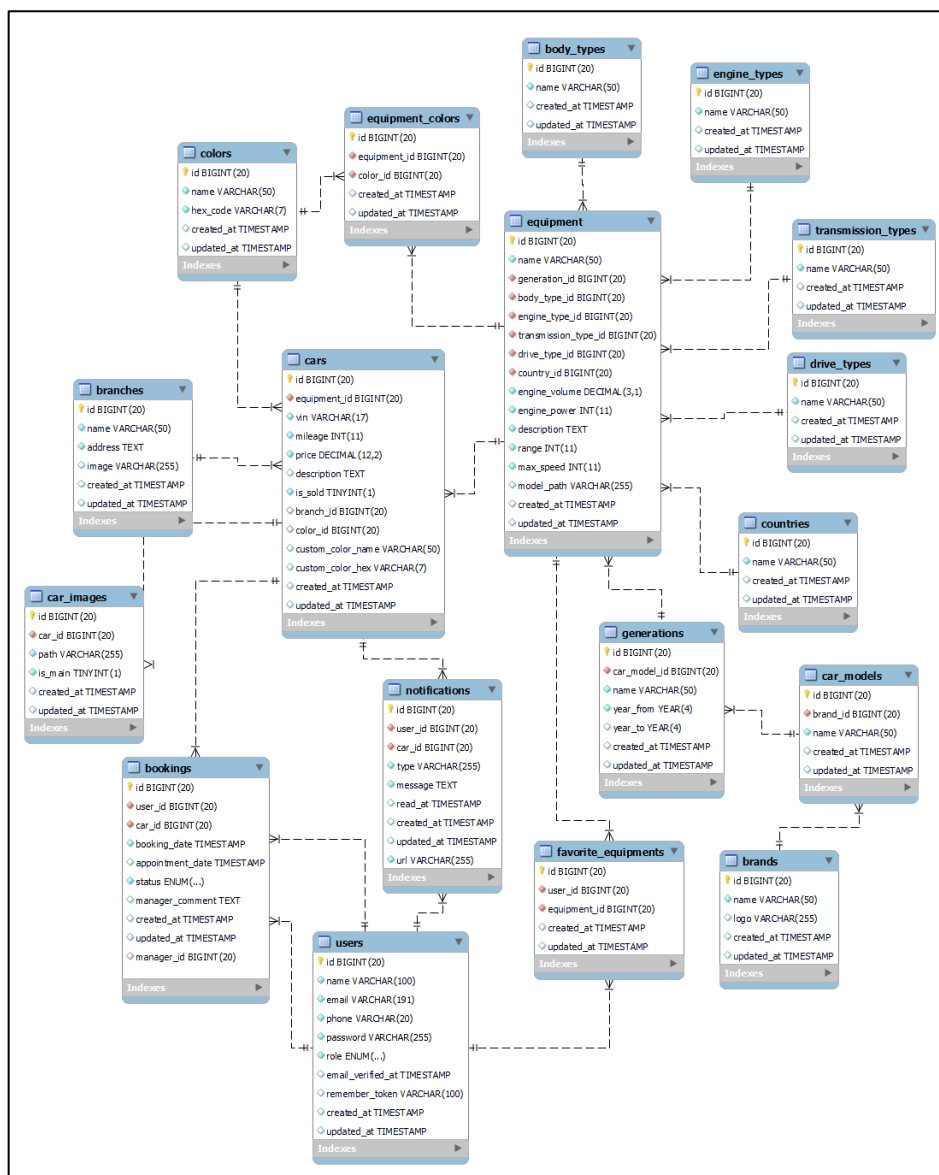 body_types
id BIGINT(20)
name VARCHAR(50)
created_at TIMESTAMP
updated_at TIMESTAMP
Indexes
engine_types
id BIGINT(20)
name VARCHAR(50)
created_at TIMESTAMP
updated_at TIMESTAMP
Indexes
equipment_colors
id BIGINT(20)
equipment_id BIGINT(20)
color_id BIGINT(20)
created_at TIMESTAMP
updated_at TIMESTAMP
Indexes
colors
id BIGINT(20)
name VARCHAR(50)
hex_code VARCHAR(7)
created_at TIMESTAMP
updated_at TIMESTAMP
Indexes
equipment
id BIGINT(20)
name VARCHAR(50)
generation_id BIGINT(20)
body_type_id BIGINT(20)
engine_type_id BIGINT(20)
transmission_type_id BIGINT(20)
drive_type_id BIGINT(20)
country_id BIGINT(20)
engine_volume DECIMAL(3,1)
engine_power INT(11)
description TEXT
range INT(11)
max_speed INT(11)
model_path VARCHAR(255)
created_at TIMESTAMP
updated_at TIMESTAMP
Indexes
transmission_types
id BIGINT(20)
name VARCHAR(50)
created_at TIMESTAMP
updated_at TIMESTAMP
Indexes
drive_types
id BIGINT(20)
name VARCHAR(50)
created_at TIMESTAMP
updated_at TIMESTAMP
Indexes
cars
id BIGINT(20)
equipment_id BIGINT(20)
vin VARCHAR(17)
mileage INT(11)
price DECIMAL(12,2)
description TEXT
is_sold TINYINT(1)
branch_id BIGINT(20)
color_id BIGINT(20)
custom_color_name VARCHAR(50)
custom_color_hex VARCHAR(7)
created_at TIMESTAMP
updated_at TIMESTAMP
Indexes
branches
id BIGINT(20)
name VARCHAR(50)
address TEXT
image VARCHAR(255)
created_at TIMESTAMP
updated_at TIMESTAMP
Indexes
countries
id BIGINT(20)
name VARCHAR(50)
created_at TIMESTAMP
updated_at TIMESTAMP
Indexes
car_images
id BIGINT(20)
car_id BIGINT(20)
path VARCHAR(255)
is_main TINYINT(1)
created_at TIMESTAMP
updated_at TIMESTAMP
Indexes
generations
id BIGINT(20)
car_model_id BIGINT(20)
name VARCHAR(50)
year_from YEAR(4)
year_to YEAR(4)
created_at TIMESTAMP
updated_at TIMESTAMP
Indexes
car_models
id BIGINT(20)
brand_id BIGINT(20)
name VARCHAR(50)
created_at TIMESTAMP
updated_at TIMESTAMP
Indexes
notifications
id BIGINT(20)
user_id BIGINT(20)
car_id BIGINT(20)
type VARCHAR(255)
message TEXT
read_at TIMESTAMP
created_at TIMESTAMP
updated_at TIMESTAMP
url VARCHAR(255)
Indexes
bookings
id BIGINT(20)
user_id BIGINT(20)
car_id BIGINT(20)
booking_date TIMESTAMP
appointment_date TIMESTAMP
status ENUM(...)
manager_comment TEXT
created_at TIMESTAMP
updated_at TIMESTAMP
manager_id BIGINT(20)
Indexes
favorite_equipments
id BIGINT(20)
user_id BIGINT(20)
equipment_id BIGINT(20)
created_at TIMESTAMP
updated_at TIMESTAMP
Indexes
brands
id BIGINT(20)
name VARCHAR(50)
logo VARCHAR(255)
created_at TIMESTAMP
updated_at TIMESTAMP
Indexes
users
id BIGINT(20)
name VARCHAR(100)
email VARCHAR(191)
phone VARCHAR(20)
password VARCHAR(255)
role ENUM(...)
email_verified_at TIMESTAMP
remember_token VARCHAR(100)
created_at TIMESTAMP
updated_at TIMESTAMP
Indexes